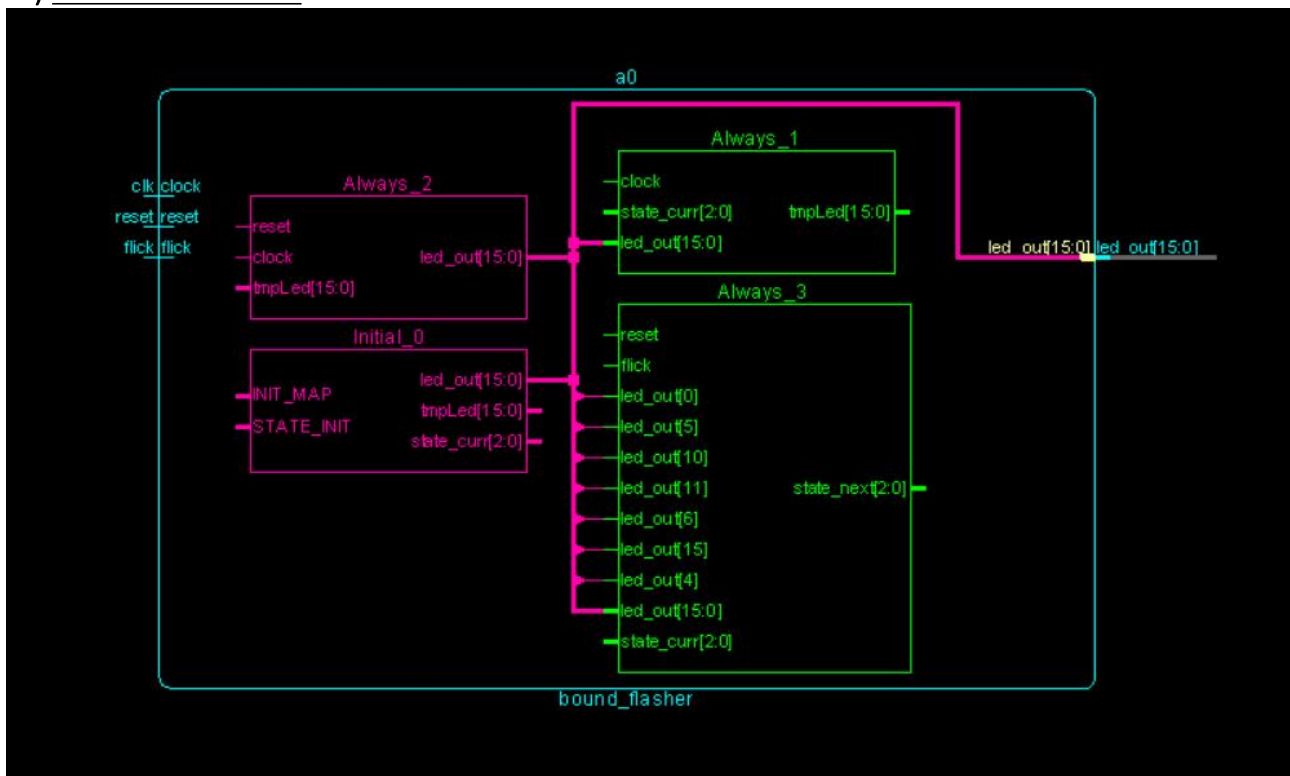 a0
clk clock
reset reset
flick flick
Always_2
reset
clock
tmpLed[15:0]
led_out[15:0]
Initial_0
INIT_MAP
STATE_INIT
led_out[15:0]
tmpLed[15:0]
state_curr[2:0]
Always_1
clock
state_curr[2:0]
led_out[15:0]
tmpLed[15:0]
Always_3
reset
flick
led_out[0]
led_out[5]
led_out[10]
led_out[11]
led_out[6]
led_out[15]
led_out[4]
led_out[15:0]
state_curr[2:0]
state_next[2:0]
led_out[15:0] led_out[15:0]
bound_flasher